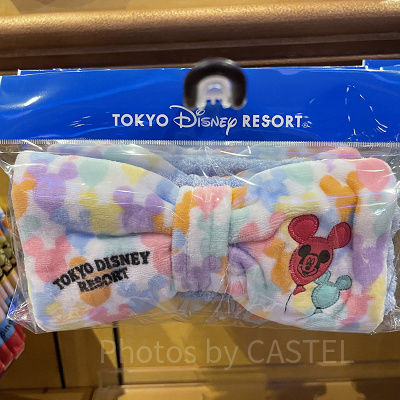 TOKYO DISNEY RESORT®
TOKYO DISNEY
RESORT
Photos by CASTEL